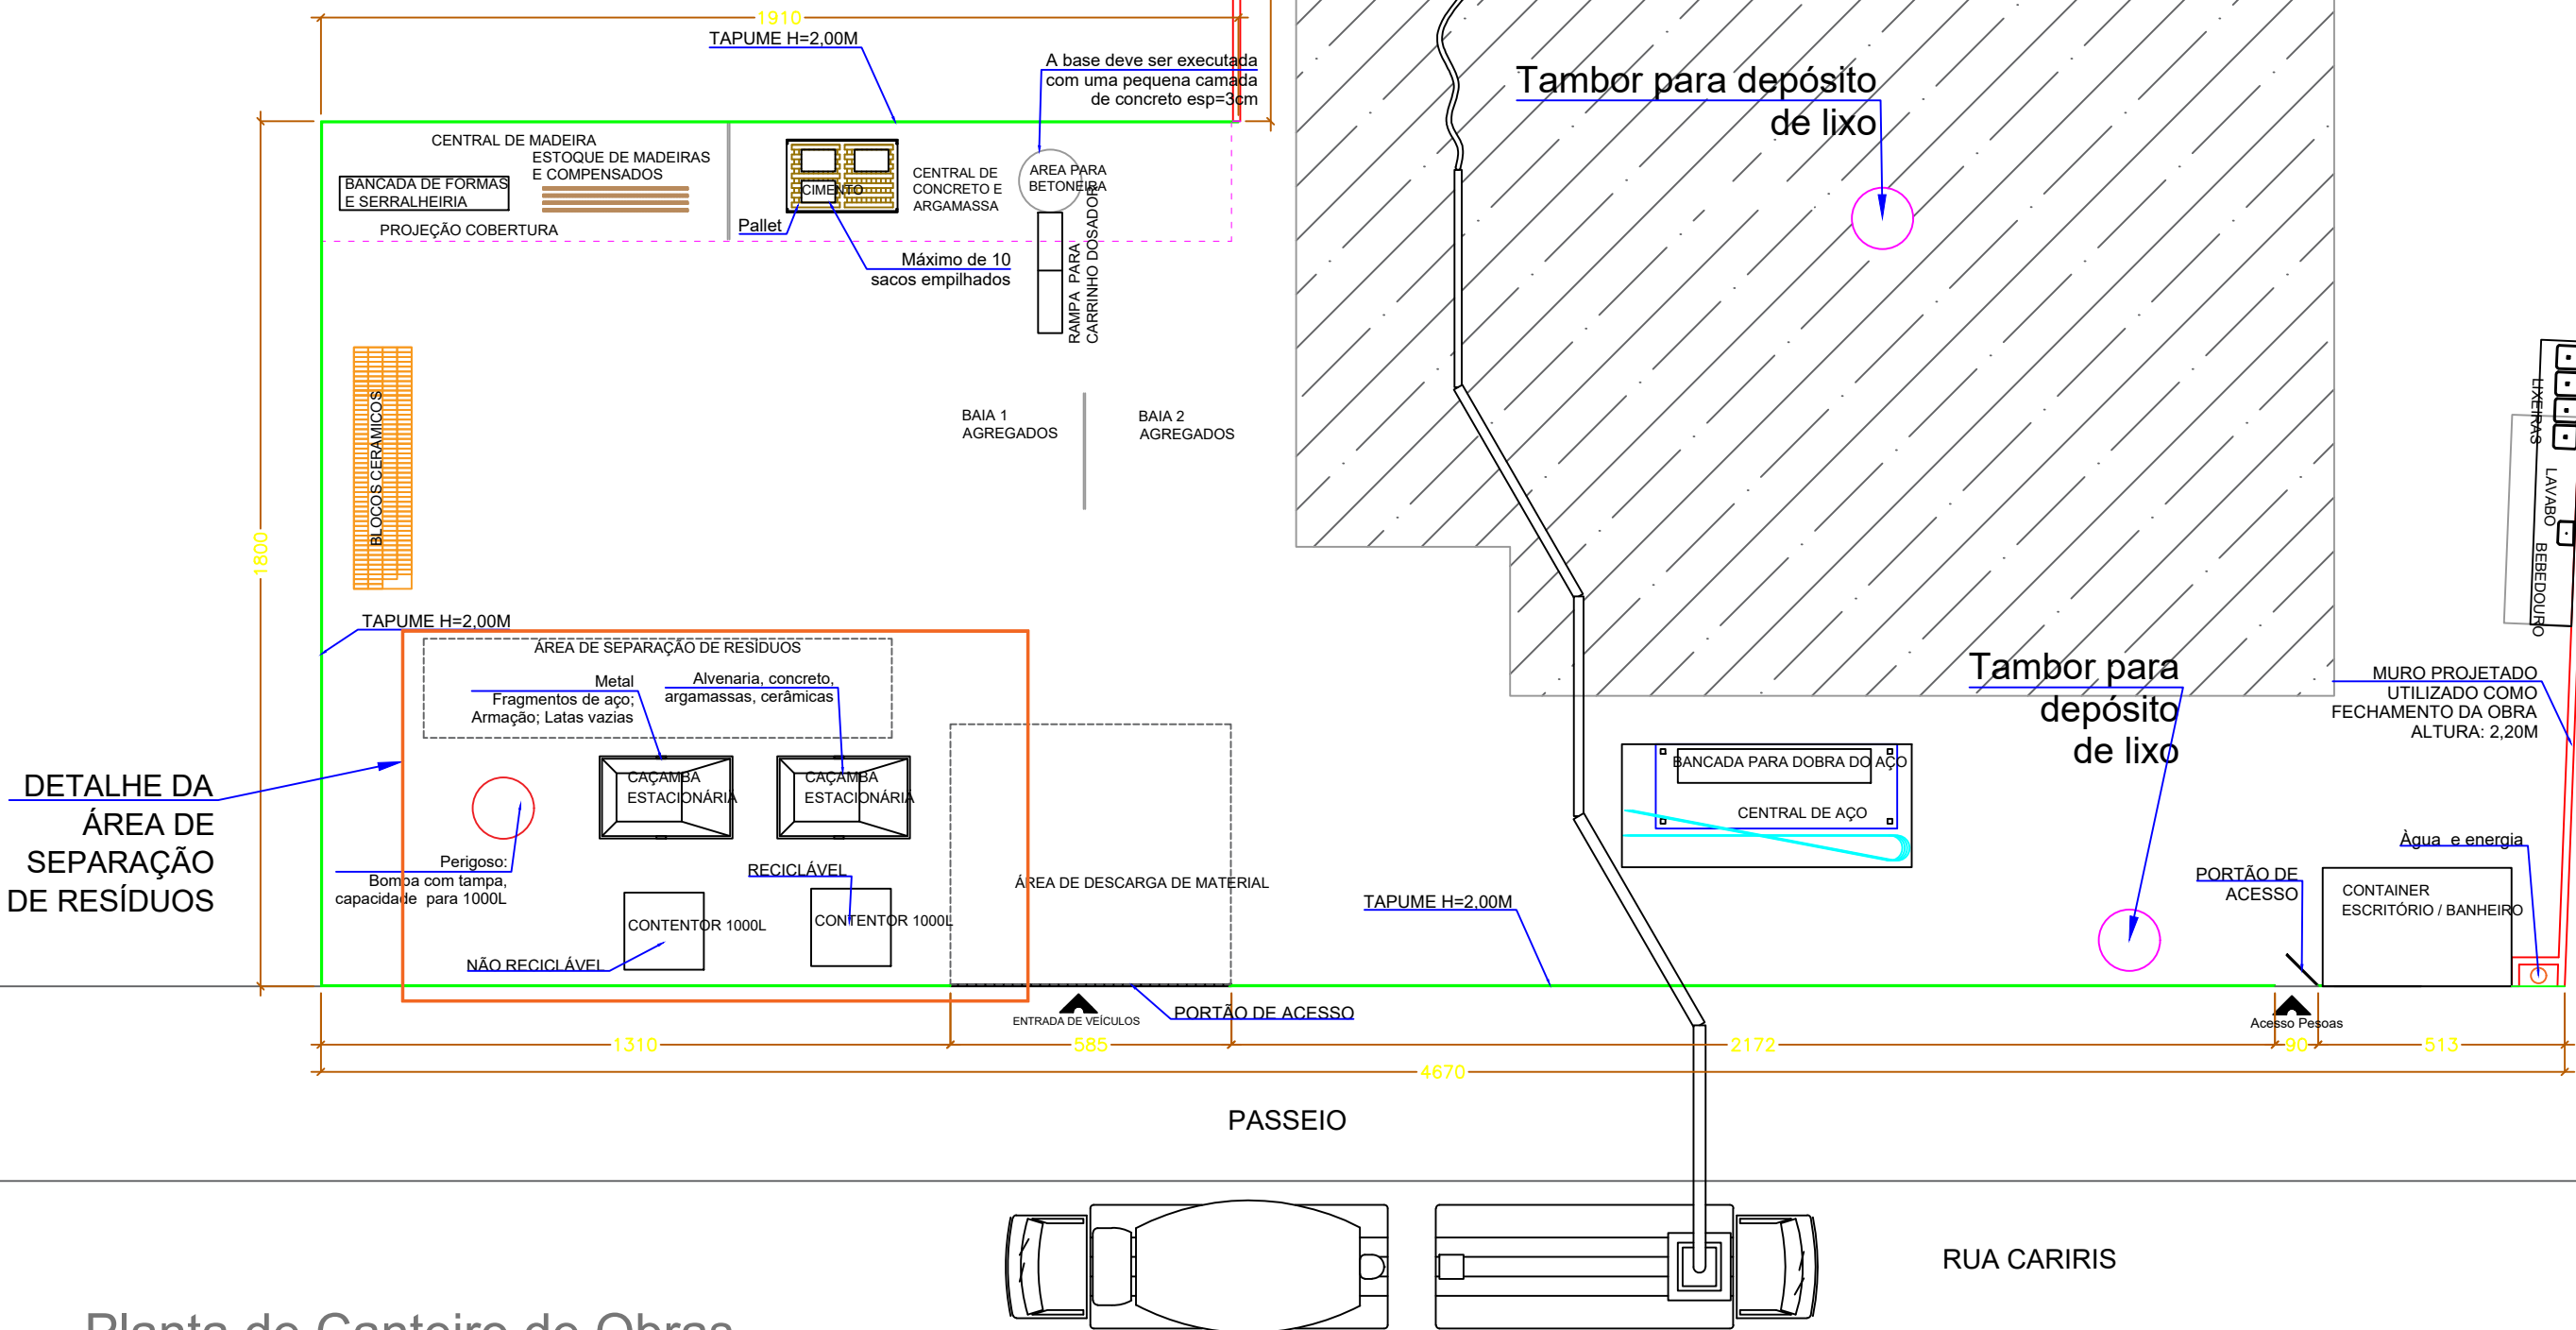 1910
TAPUME H=2,00M
A base deve ser executada
com uma pequena camada
de concreto esp=3cm
Tambor para depósito
de lixo
CENTRAL DE MADEIRA
ESTOQUE DE MADEIRAS
E COMPENSADOS
BANCADA DE FORMAS
E SERRALHEIRIA
PROJEÇÃO COBERTURA
CIMENTO
Pallet
Máximo de 10
sacos empilhados
CENTRAL DE
CONCRETO E
ARGAMASSA
AREA PARA
BETONEIRA
RAMPA PARA
CARRINHO DOSADOR
BLOCOS CERAMICOS
BAIA 1
AGREGADOS
BAIA 2
AGREGADOS
1800
LIXEIRAS
LAVABO
BEBEDOURO
TAPUME H=2,00M
ÁREA DE SEPARAÇÃO DE RESÍDUOS
Metal
Fragmentos de aço;
Armação; Latas vazias
Alvenaria, concreto,
argamassas, cerâmicas
DETALHE DA
ÁREA DE
SEPARAÇÃO
DE RESÍDUOS
CAÇAMBA
ESTACIONÁRIA
CAÇAMBA
ESTACIONÁRIA
Perigoso:
Bomba com tampa,
capacidade para 1000L
RECICLÁVEL
CONTENTOR 1000L
CONTENTOR 1000L
NÃO RECICLÁVEL
ÁREA DE DESCARGA DE MATERIAL
Tambor para
depósito
de lixo
MURO PROJETADO
UTILIZADO COMO
FECHAMENTO DA OBRA
ALTURA: 2,20M
BANCADA PARA DOBRA DO AÇO
CENTRAL DE AÇO
TAPUME H=2,00M
Àgua e energia
PORTÃO DE
ACESSO
CONTAINER
ESCRITÓRIO / BANHEIRO
ENTRADA DE VEÍCULOS
PORTÃO DE ACESSO
Acesso Pesoas
1310
585
2172
90
513
4670
PASSEIO
RUA CARIRIS
Planta do Canteiro de Obras